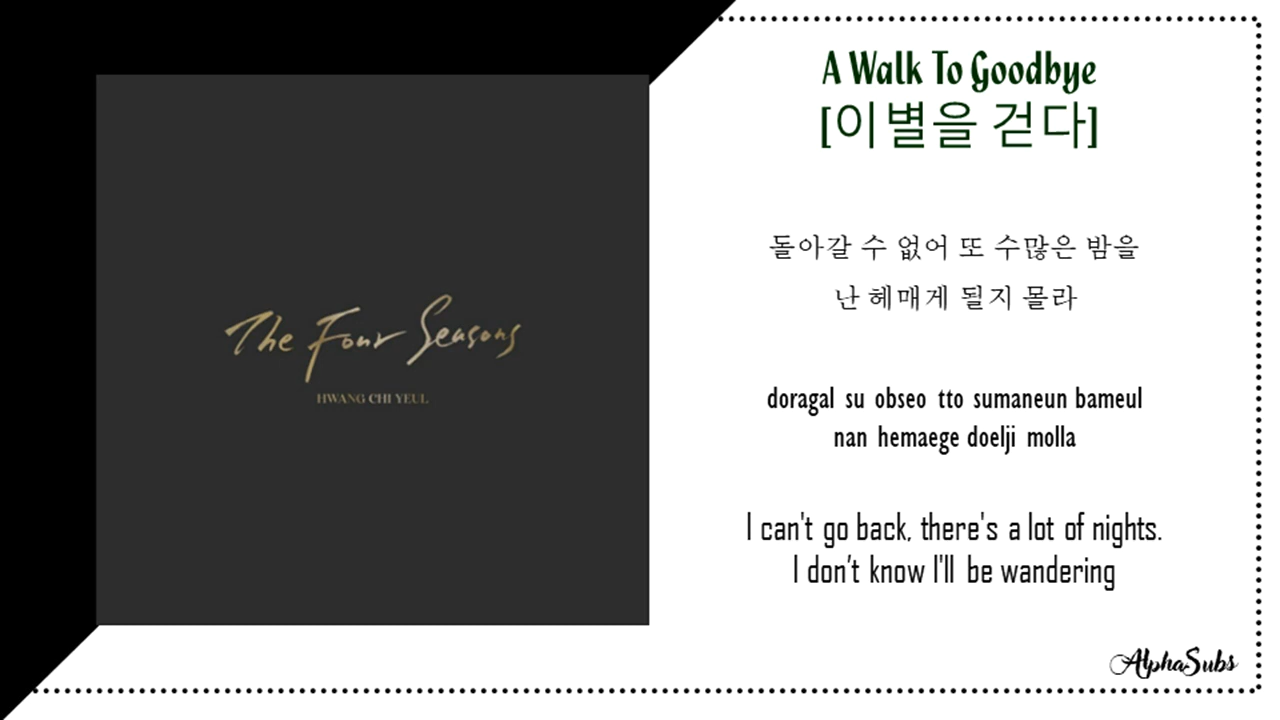 The Four Seasons
HWANG CHI YEUL
A Walk To Goodbye
[이별을 걷다]
돌아갈 수 없어 또 수많은 밤을
난 헤매게 될지 몰라
doragal su obseo tto sumaneun bameul
nan hemaege doelji molla
I can't go back, there's a lot of nights.
I don't know I'll be wandering
AlphaSubs